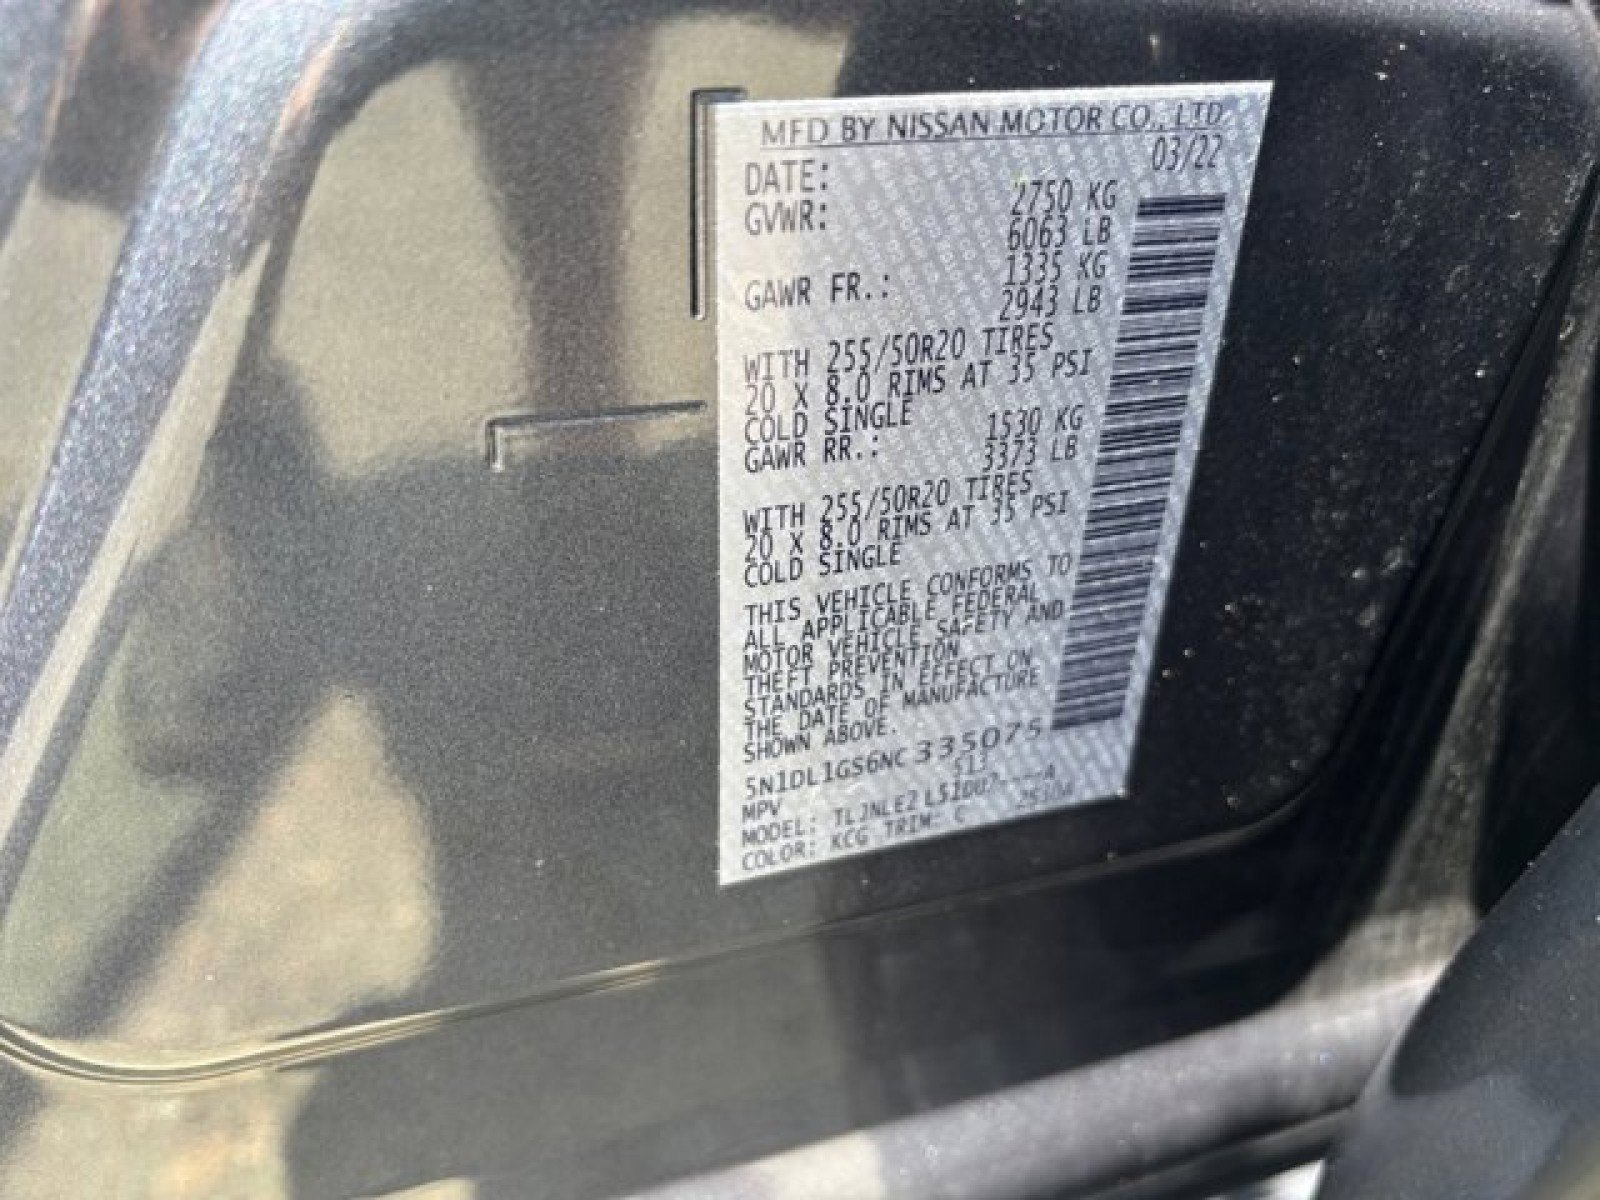 MFD BY NISSAN MOTOR CO., LTD
DATE: 03/22
GVWR: 2750 KG
6063 LB
GAWR FR.: 1335 KG
2943 LB
WITH 255/50R20 TIRES
20 X 8.0 RIMS AT 35 PSI
COLD SINGLE
GAWR RR.: 1530 KG
3373 LB
WITH 255/50R20 TIRES
20 X 8.0 RIMS AT 35 PSI
COLD SINGLE
THIS VEHICLE CONFORMS TO
ALL APPLICABLE FEDERAL
MOTOR VEHICLE SAFETY AND
THEFT PREVENTION
STANDARDS IN EFFECT ON
THE DATE OF MANUFACTURE
SHOWN ABOVE.
5N1DL1GS6NC335075
MPV
MODEL:
COLOR: KCG TRIM: C